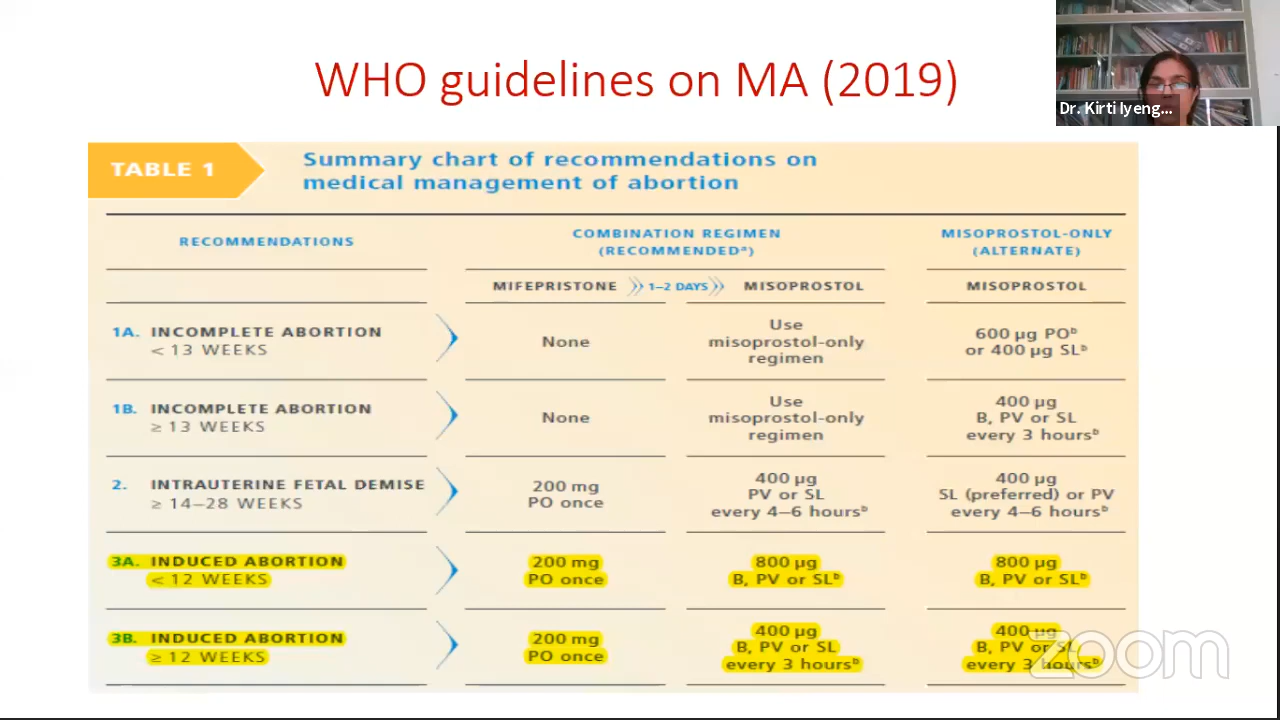 WHO guidelines on MA (2019)
Dr. Kirti Iyeng...
TABLE 1
Summary chart of recommendations on
medical management of abortion
RECOMMENDATIONS
COMBINATION REGIMEN
(RECOMMENDEDᵃ)
MISOPROSTOL-ONLY
(ALTERNATE)
MIFEPRISTONE 1–2 DAYS MISOPROSTOL
MISOPROSTOL
1A. INCOMPLETE ABORTION
< 13 WEEKS
None
Use
misoprostol-only
regimen
600 µg POᵇ
or 400 µg SLᵇ
1B. INCOMPLETE ABORTION
≥ 13 WEEKS
None
Use
misoprostol-only
regimen
400 µg
B, PV or SL
every 3 hoursᵇ
2. INTRAUTERINE FETAL DEMISE
≥ 14–28 WEEKS
200 mg
PO once
400 µg
PV or SL
every 4–6 hoursᵇ
400 µg
SL (preferred) or PV
every 4–6 hoursᵇ
3A. INDUCED ABORTION
< 12 WEEKS
200 mg
PO once
800 µg
B, PV or SLᵇ
800 µg
B, PV or SLᵇ
3B. INDUCED ABORTION
≥ 12 WEEKS
200 mg
PO once
400 µg
B, PV or SL
every 3 hoursᵇ
400 µg
B, PV or SL
every 3 hoursᵇ
zoom